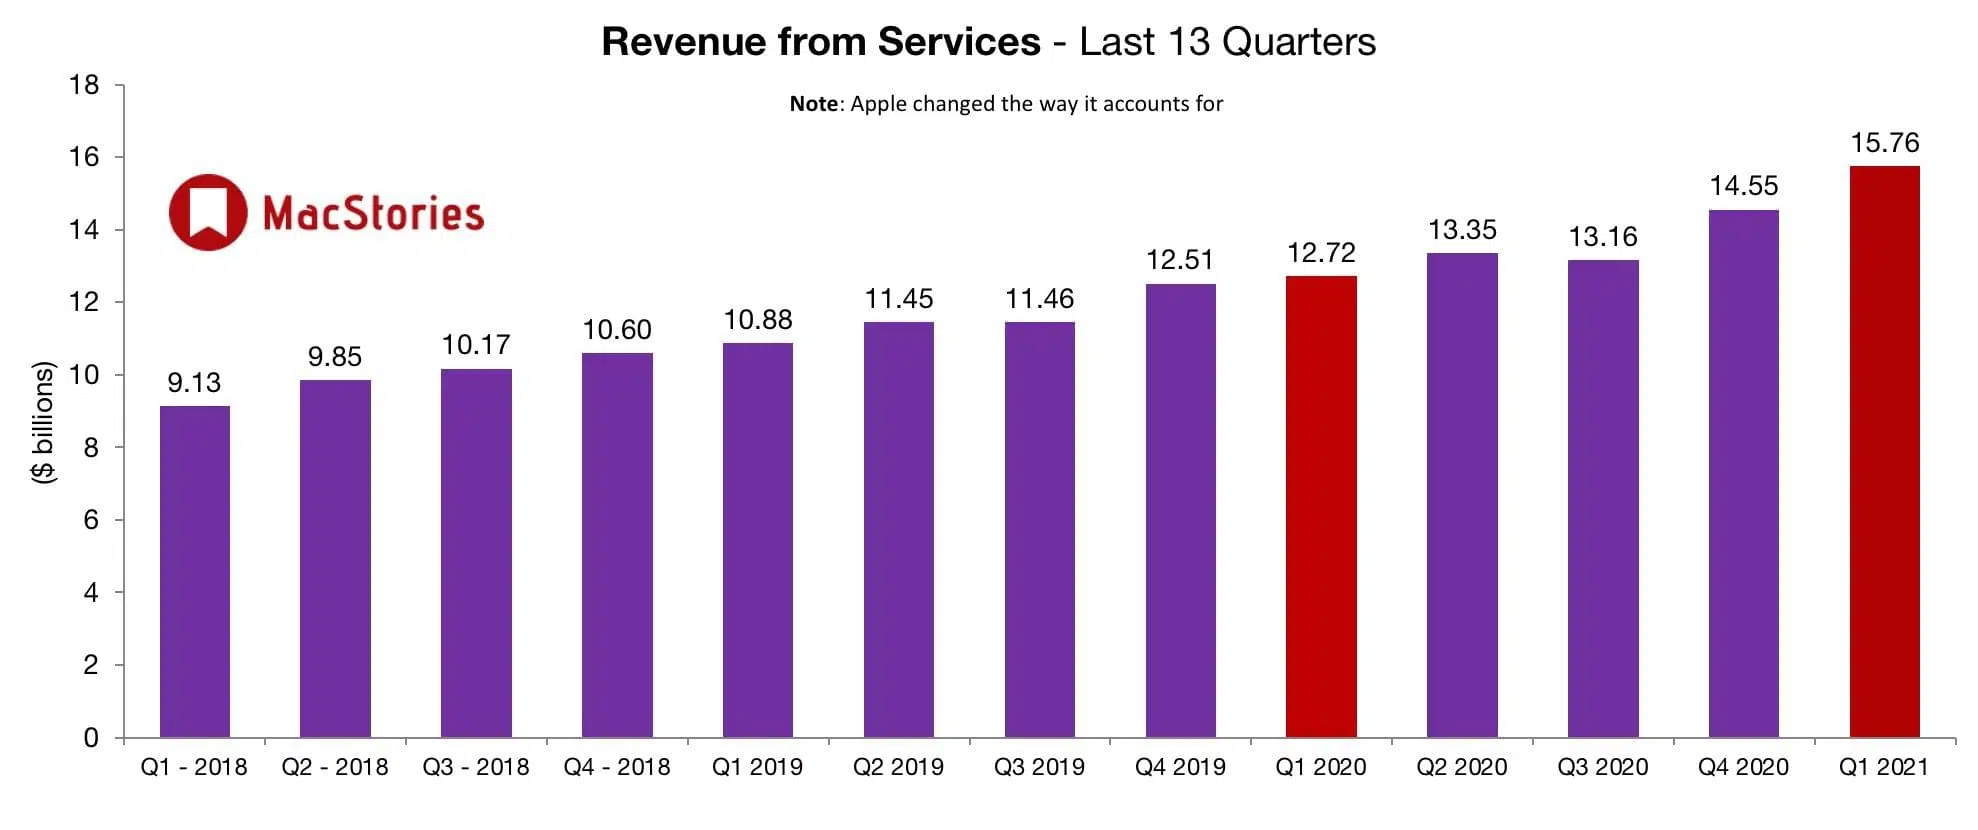 Revenue from Services - Last 13 Quarters
Note: Apple changed the way it accounts for
MacStories
($ billions)
18
16
14
12
10
8
6
4
2
0
9.13
9.85
10.17
10.60
10.88
11.45
11.46
12.51
12.72
13.35
13.16
14.55
15.76
Q1 - 2018
Q2 - 2018
Q3 - 2018
Q4 - 2018
Q1 2019
Q2 2019
Q3 2019
Q4 2019
Q1 2020
Q2 2020
Q3 2020
Q4 2020
Q1 2021